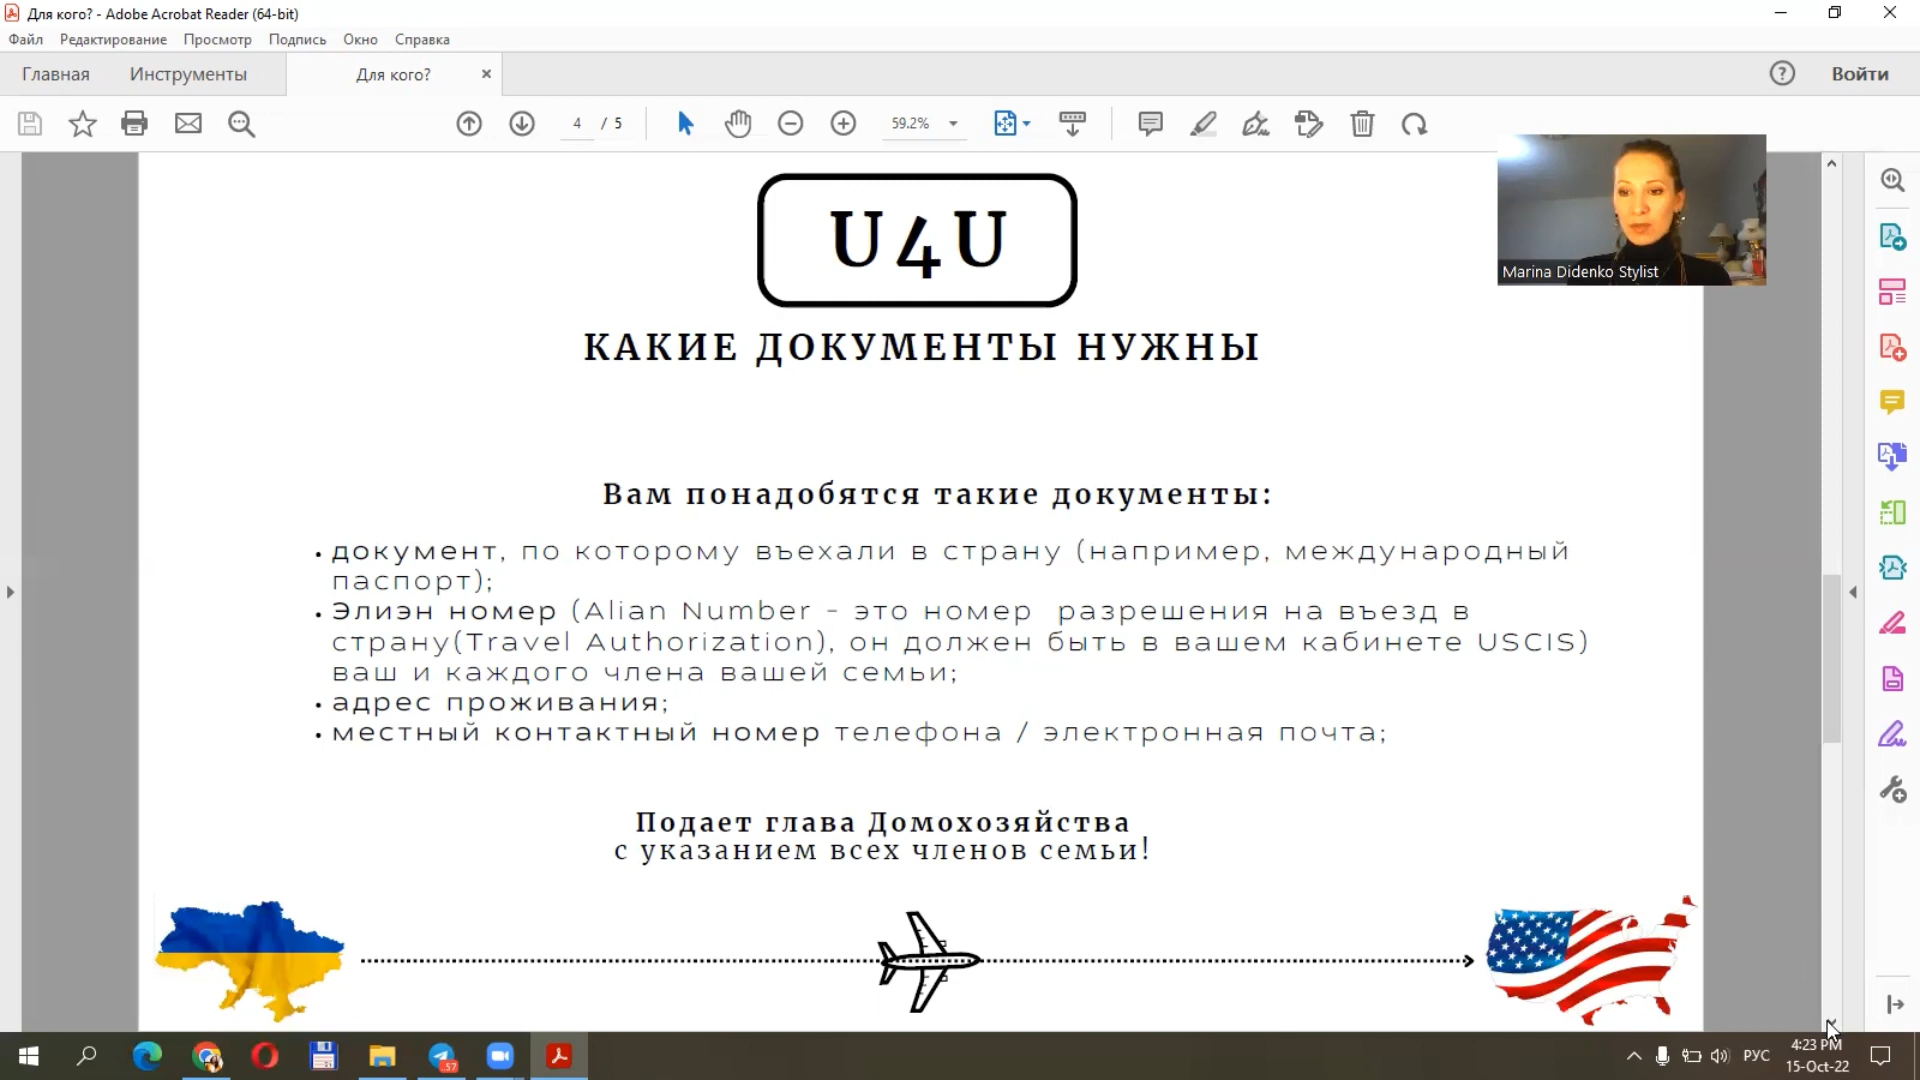 Для кого? - Adobe Acrobat Reader (64-bit)
Файл Редактирование Просмотр Подпись Окно Справка
Главная Инструменты Для кого? Войти
4 / 5 59.2%
U4U
Marina Didenko Stylist
КАКИЕ ДОКУМЕНТЫ НУЖНЫ
Вам понадобятся такие документы:
• документ, по которому въехали в страну (например, международный
паспорт);
• Элиэн номер (Alian Number - это номер разрешения на въезд в
страну(Travel Authorization), он должен быть в вашем кабинете USCIS)
ваш и каждого члена вашей семьи;
• адрес проживания;
• местный контактный номер телефона / электронная почта;
Подает глава Домохозяйства
с указанием всех членов семьи!
57
РУС
4:23 PM
15-Oct-22